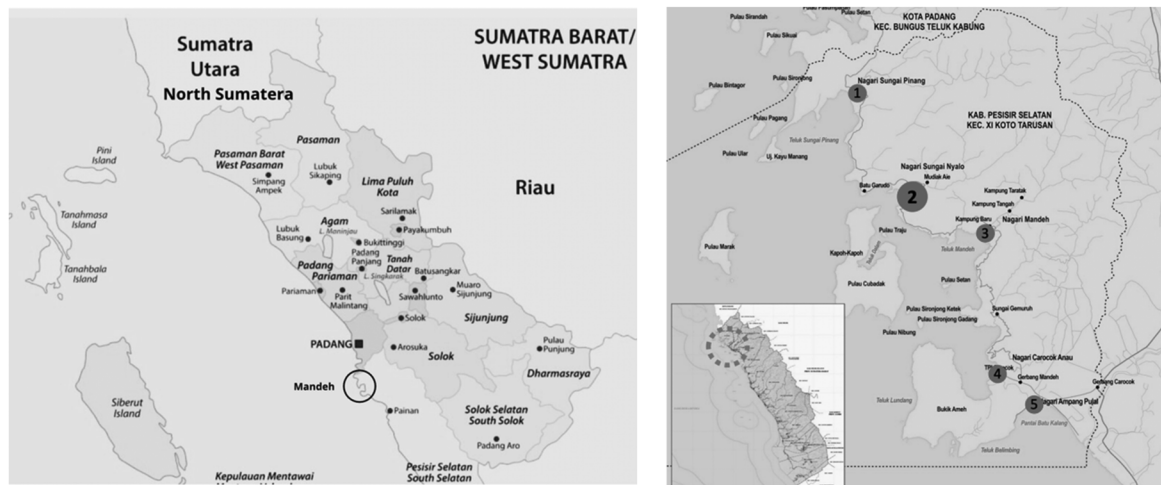 Sumatra
Utara
North Sumatera
SUMATRA BARAT/
WEST SUMATRA
Pasaman
Pini
Island
Pasaman Barat
West Pasaman
Lubuk
Sikaping
Simpang
Ampek
Lima Puluh
Kota
Riau
Tanahmasa
Island
Sarilamak
Agam
L. Maninjau
Payakumbuh
Lubuk
Basung
Bukittinggi
Padang
Panjang
Tanah
Datar
Tanahbala
Island
Padang
Pariaman
L. Singkarak
Batusangkar
Pariaman
Parit
Malintang
Sawahlunto
Muaro
Sijunjung
Solok
Sijunjung
PADANG
Arosuka
Solok
Pulau
Punjung
Dharmasraya
Mandeh
Siberut
Island
Painan
Solok Selatan
South Solok
Padang Aro
Pesisir Selatan
South Selatan
Kepulauan Mentawai
Pulau Sirandah
Pulau Setan
KOTA PADANG
KEC. BUNGUS TELUK KABUNG
Pulau Sikuai
Pulau Sironjong
Nagari Sungai Pinang
Pulau Bintagor
1
Pulau Pagang
KAB. PESISIR SELATAN
KEC. XI KOTO TARUSAN
Teluk Sungai Pinang
Pulau Ular
Uj. Kayu Manang
Nagari Sungai Nyalo
Mudiak Aie
Batu Garudo
2
Kampung Taratak
Kampung Tangah
Kampung Baru
Nagari Mandeh
3
Pulau Traju
Pulau Marak
Teluk Mandeh
Kapoh-Kapoh
Pulau Setan
Pulau Cubadak
Pulau Sironjong Ketek
Sungai Gemuruh
Pulau Sironjong Gadang
Pulau Nibung
Nagari Carocok Anau
4
Gerbang Mandeh
Gerbang Carocok
Teluk Lundang
Bukik Ameh
5
Nagari Ampang Pulai
Pantai Batu Kalang
Teluk Belimbing